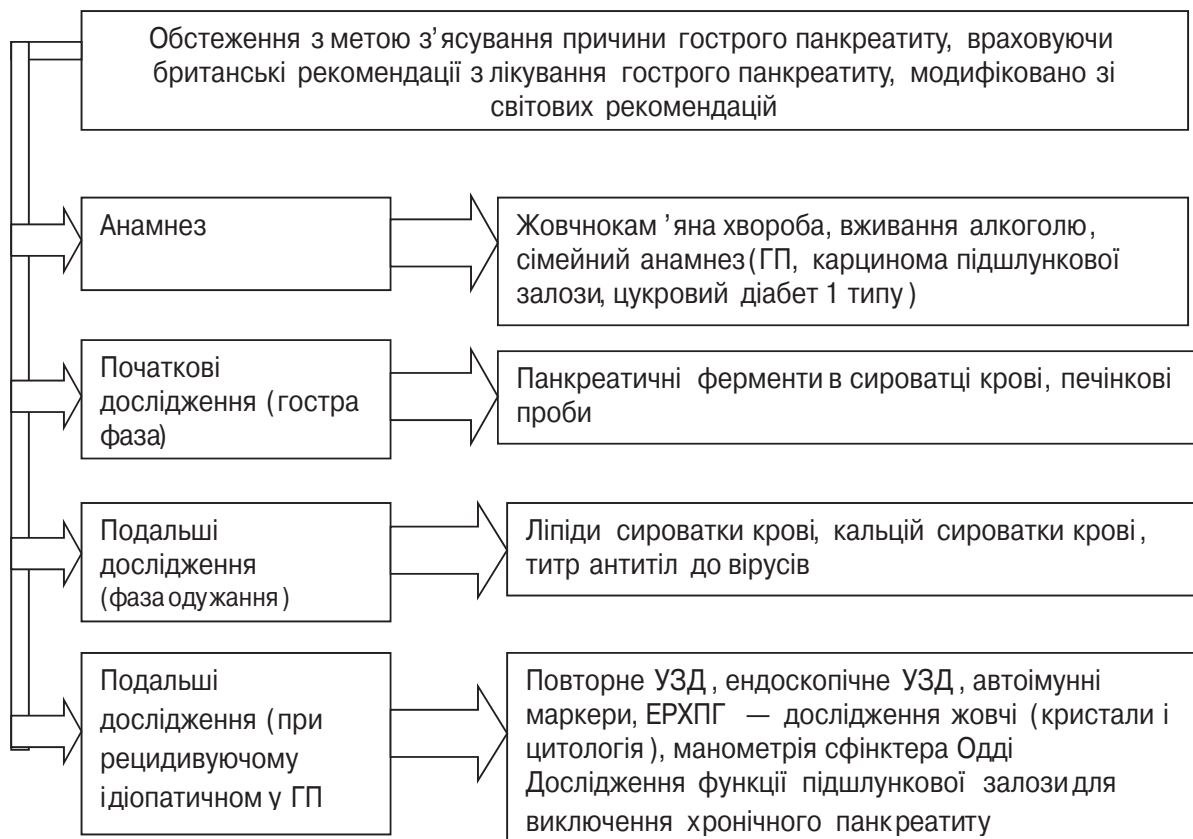 Обстеження з метою з’ясування причини гострого панкреатиту, враховуючи
британські рекомендації з лікування гострого панкреатиту, модифіковано зі
світових рекомендацій
Анамнез
Жовчнокам ’яна хвороба, вживання алкоголю,
сімейний анамнез (ГП, карцинома підшлункової
залози, цукровий діабет 1 типу )
Початкові
дослідження (гостра
фаза)
Панкреатичні ферменти в сироватці крові, печінкові
проби
Подальші
дослідження
(фаза одужання )
Ліпіди сироватки крові, кальцій сироватки крові ,
титр антитіл до вірусів
Подальші
дослідження (при
рецидивуючому
ідіопатичном у ГП
Повторне УЗД , ендоскопічне УЗД , автоімунні
маркери, ЕРХПГ — дослідження жовчі (кристали і
цитологія ), манометрія сфінктера Одді
Дослідження функції підшлункової залози для
виключення хронічного панкреатиту